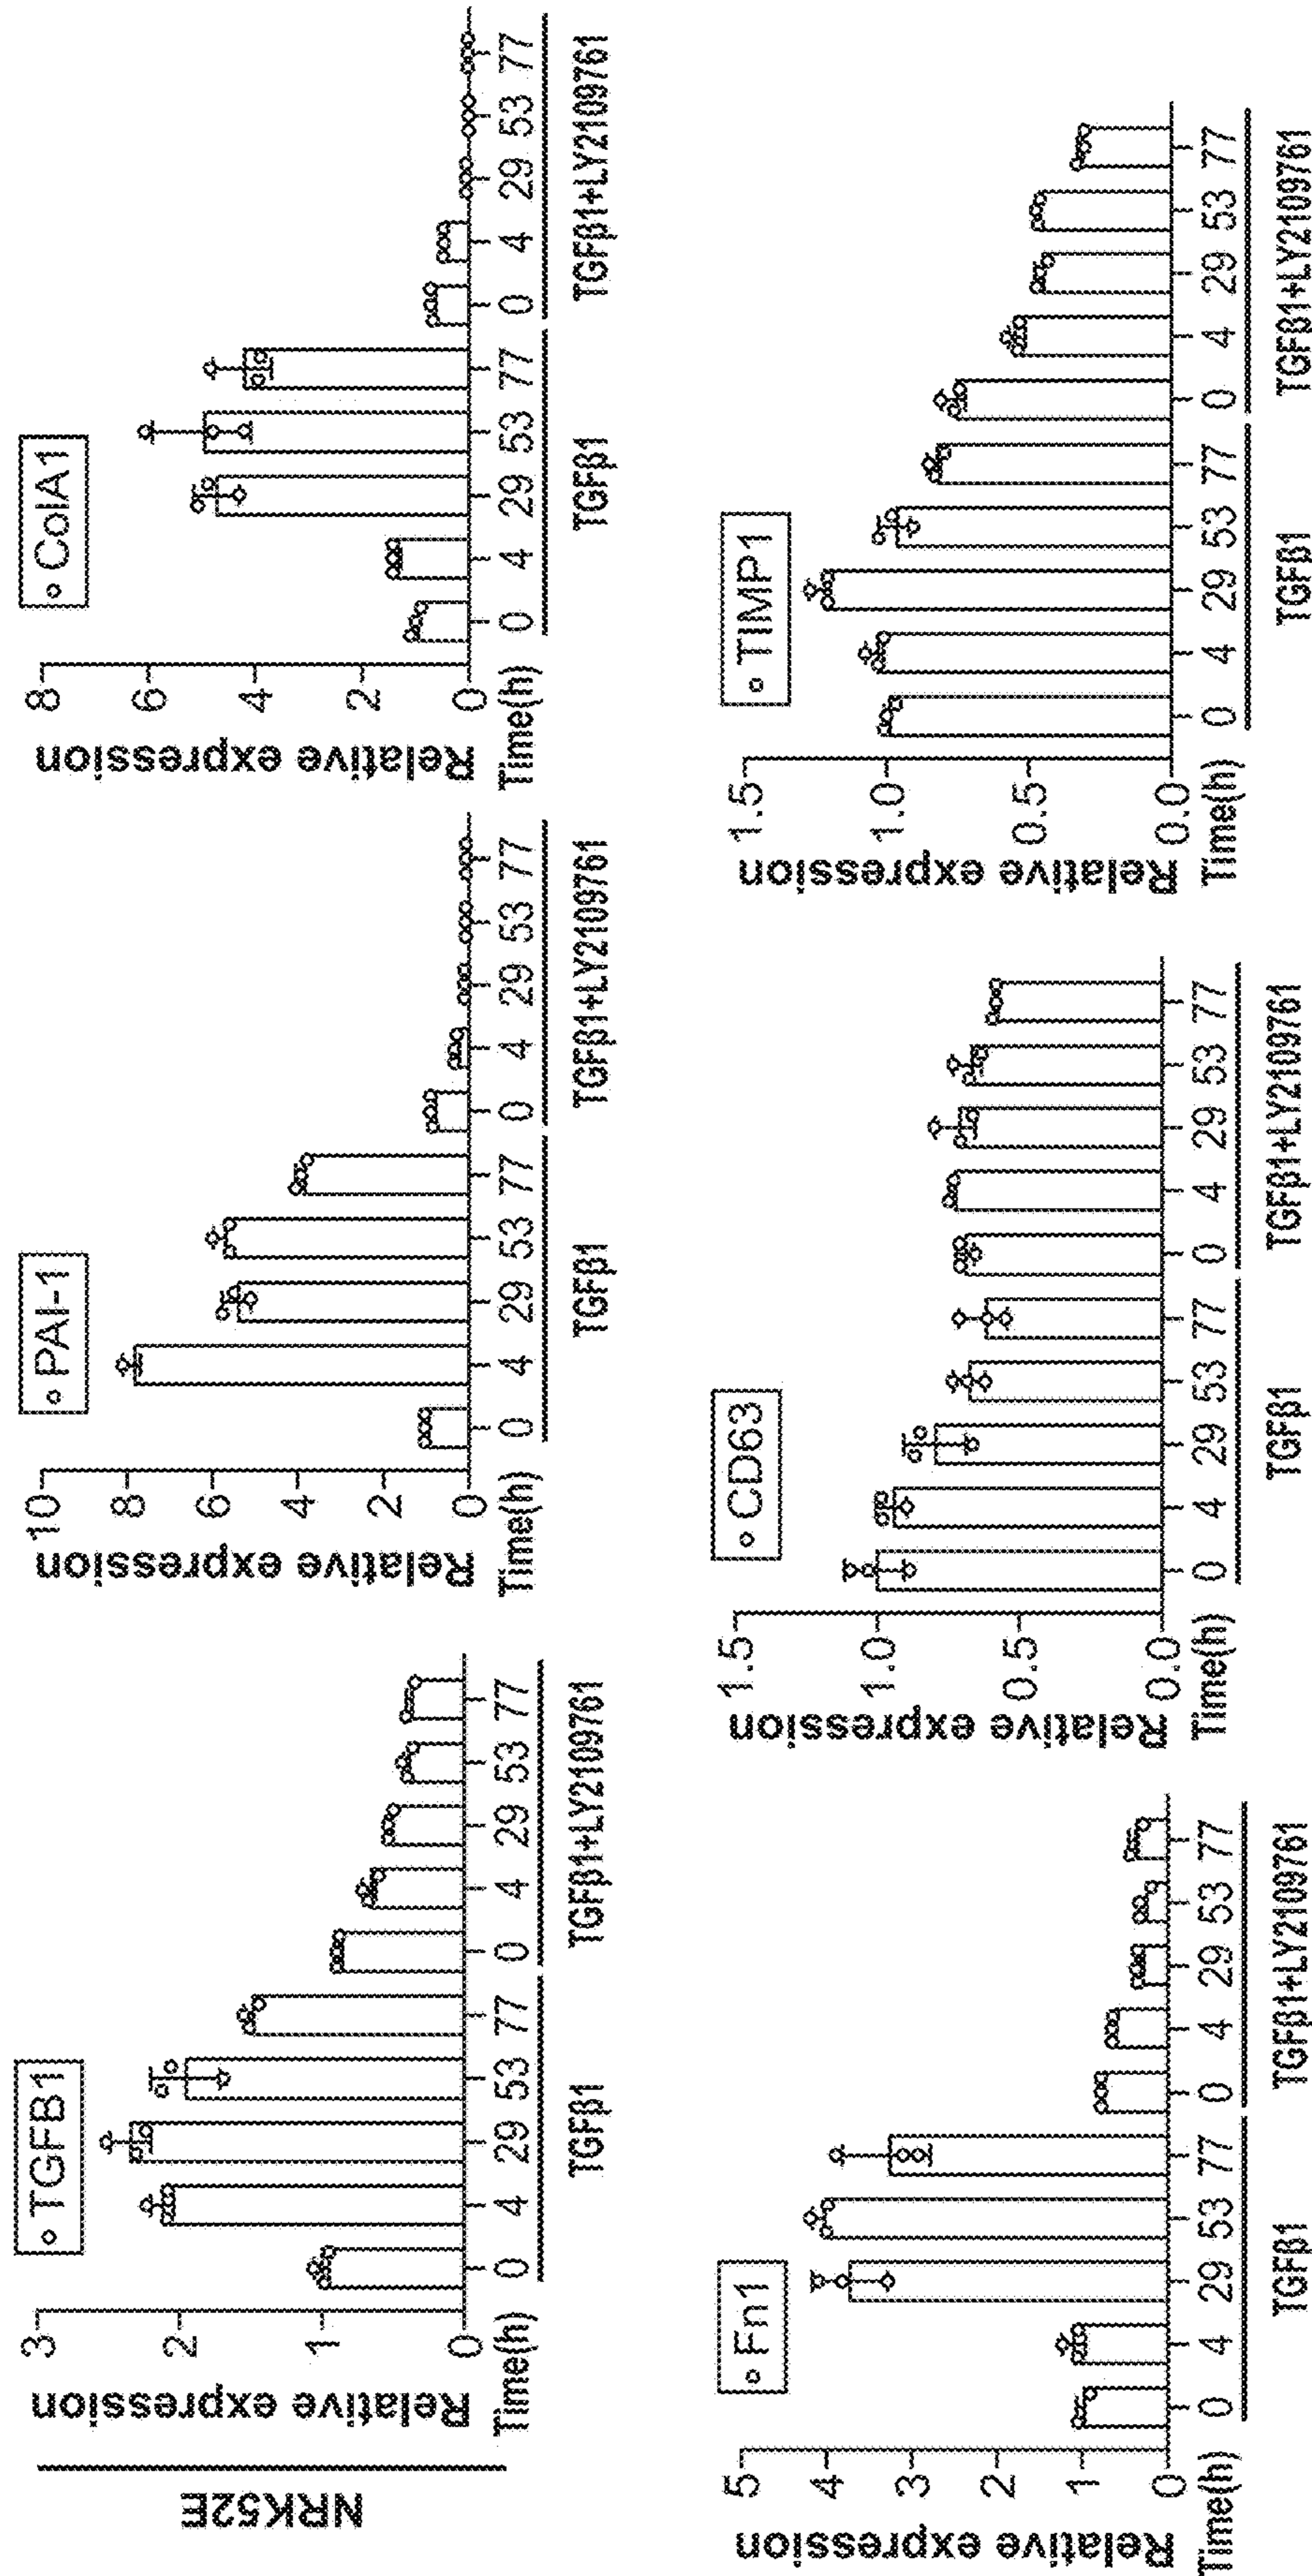 NRK52E
TGFB1
Relative expression
3
2
1
0
Time(h) 0 4 29 53 77 0 4 29 53 77
TGFβ1 TGFβ1+LY2109761
PAI-1
Relative expression
10
8
6
4
2
0
Time(h) 0 4 29 53 77 0 4 29 53 77
TGFβ1 TGFβ1+LY2109761
ColA1
Relative expression
8
6
4
2
0
Time(h) 0 4 29 53 77 0 4 29 53 77
TGFβ1 TGFβ1+LY2109761
Fn1
Relative expression
5
4
3
2
1
0
Time(h) 0 4 29 53 77 0 4 29 53 77
TGFβ1 TGFβ1+LY2109761
CD63
Relative expression
1.5
1.0
0.5
0.0
Time(h) 0 4 29 53 77 0 4 29 53 77
TGFβ1 TGFβ1+LY2109761
TIMP1
Relative expression
1.5
1.0
0.5
0.0
Time(h) 0 4 29 53 77 0 4 29 53 77
TGFβ1 TGFβ1+LY2109761